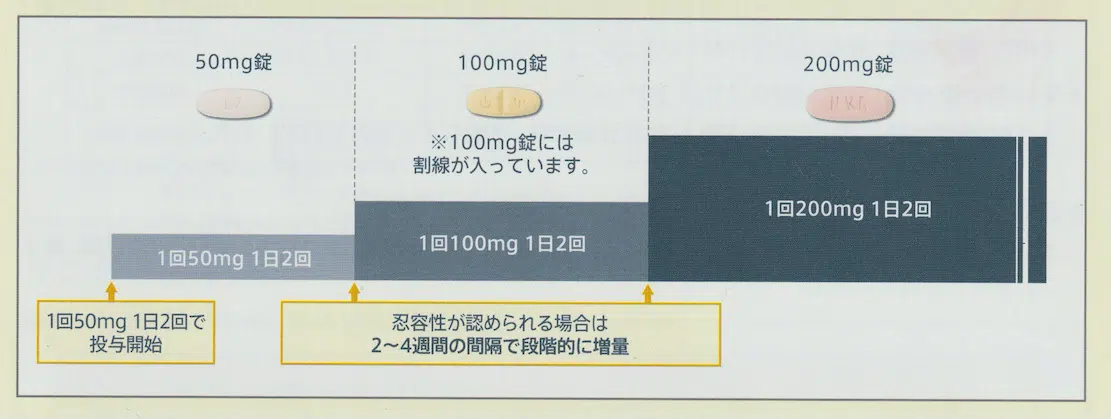 50mg錠
100mg錠
200mg錠
※100mg錠には
割線が入っています。
1回50mg 1日2回
1回100mg 1日2回
1回200mg 1日2回
1回50mg 1日2回で
投与開始
忍容性が認められる場合は
2〜4週間の間隔で段階的に増量